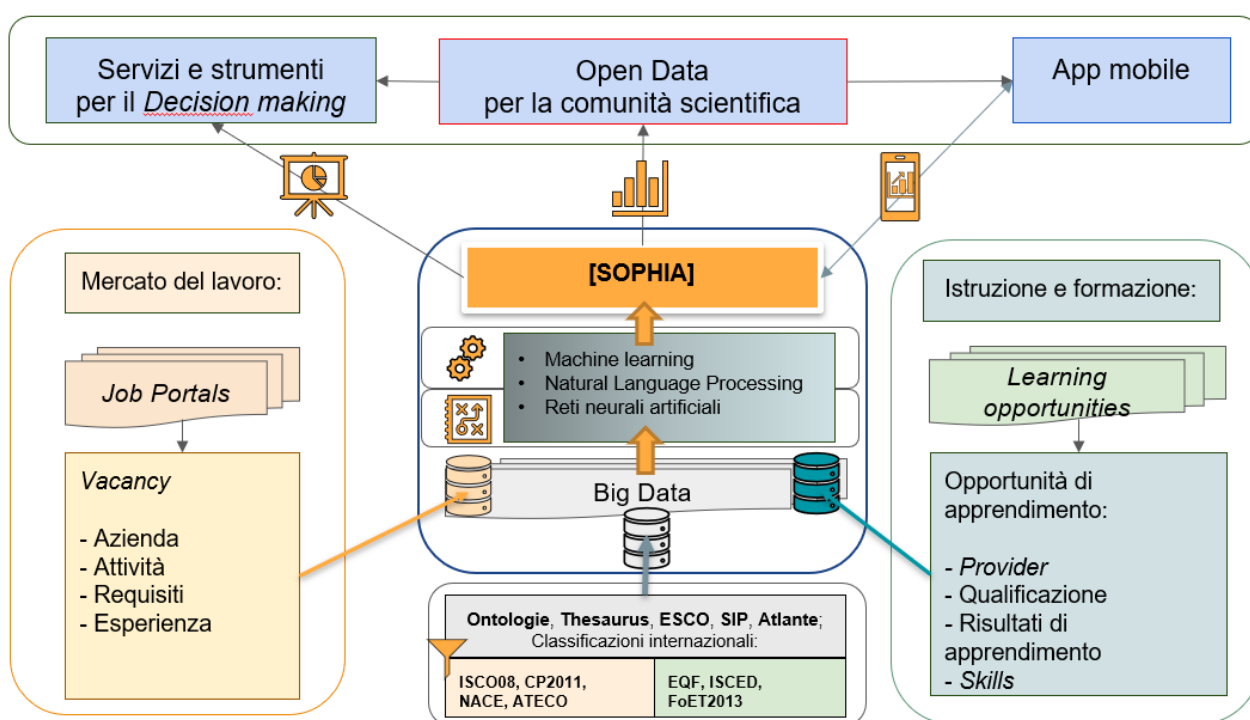 Servizi e strumenti
per il Decision making
Open Data
per la comunità scientifica
App mobile
Mercato del lavoro:
Job Portals
Vacancy
- Azienda
- Attività
- Requisiti
- Esperienza
[SOPHIA]
• Machine learning
• Natural Language Processing
• Reti neurali artificiali
Big Data
Ontologie, Thesaurus, ESCO, SIP, Atlante;
Classificazioni internazionali:
ISCO08, CP2011,
NACE, ATECO
EQF, ISCED,
FoET2013
Istruzione e formazione:
Learning
opportunities
Opportunità di
apprendimento:
- Provider
- Qualificazione
- Risultati di
apprendimento
- Skills